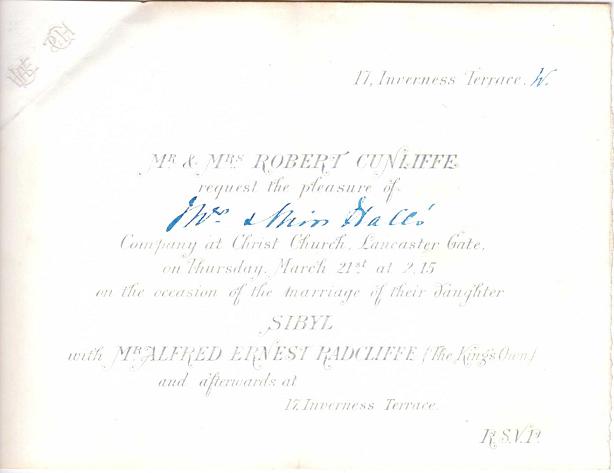 17, Inverness Terrace. W.
MR & MRS ROBERT CUNLIFFE
request the pleasure of
Mrs & Miss Hall's
Company at Christ Church, Lancaster Gate,
on Thursday, March 21st at 2.15
on the occasion of the marriage of their daughter
SIBYL
with MR ALFRED ERNEST RADCLIFFE (The King's Own)
and afterwards at
17, Inverness Terrace.
R.S.V.P.